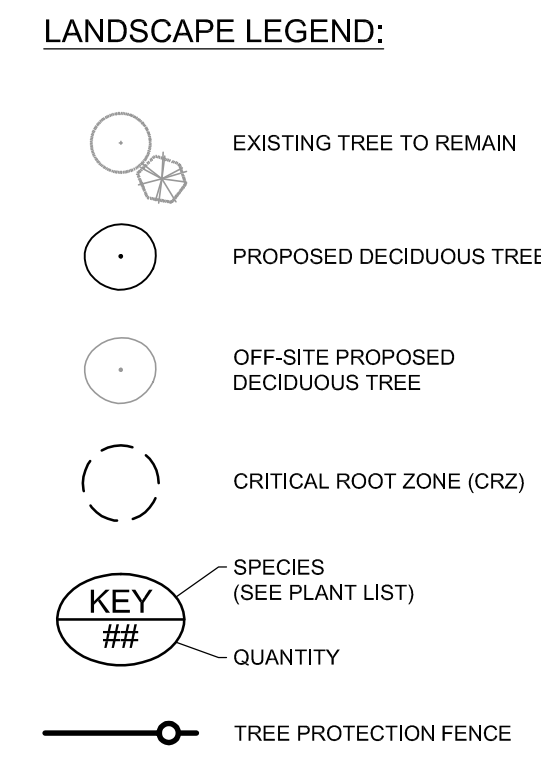 LANDSCAPE LEGEND:
EXISTING TREE TO REMAIN
PROPOSED DECIDUOUS TREE
OFF-SITE PROPOSED
DECIDUOUS TREE
CRITICAL ROOT ZONE (CRZ)
SPECIES
(SEE PLANT LIST)
KEY
##
QUANTITY
TREE PROTECTION FENCE